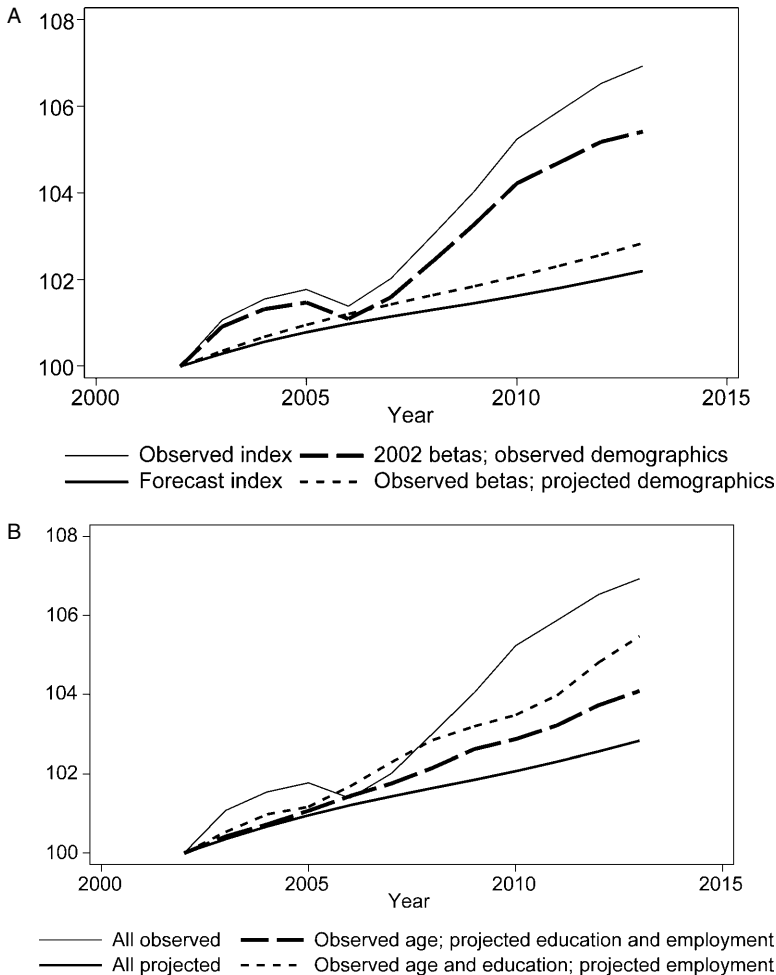 A
108
106
104
102
100
2000 2005 2010 2015
Year
Observed index 2002 betas; observed demographics
Forecast index Observed betas; projected demographics
B
108
106
104
102
100
2000 2005 2010 2015
Year
All observed Observed age; projected education and employment
All projected Observed age and education; projected employment